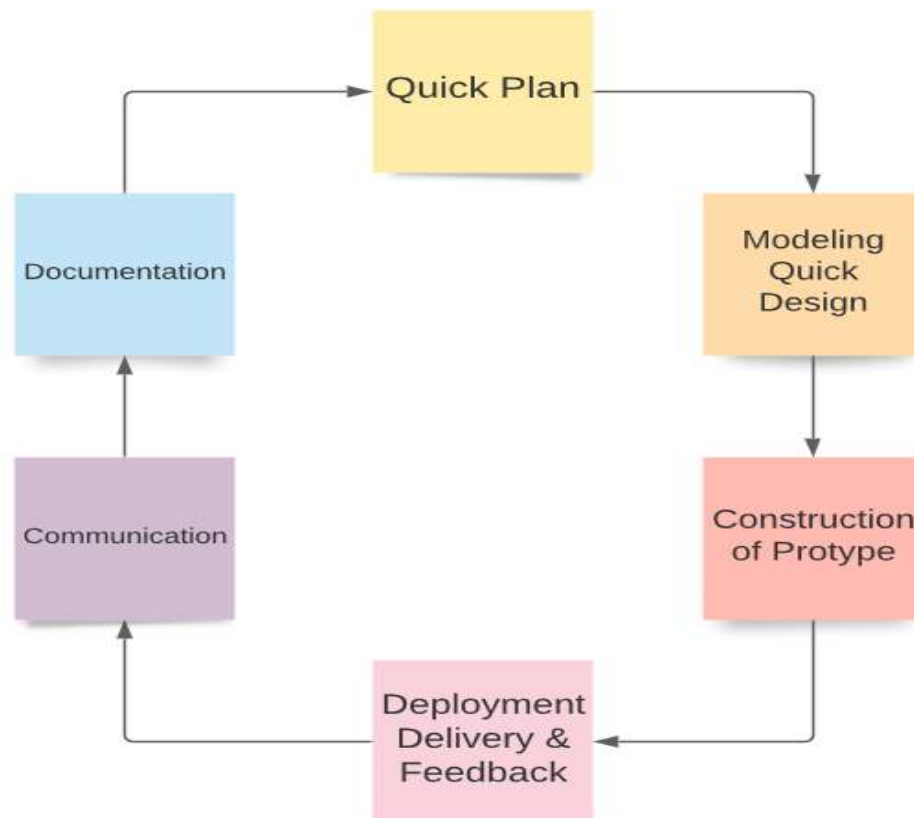 Quick Plan
Modeling
Quick
Design
Construction
of Protype
Deployment
Delivery &
Feedback
Communication
Documentation